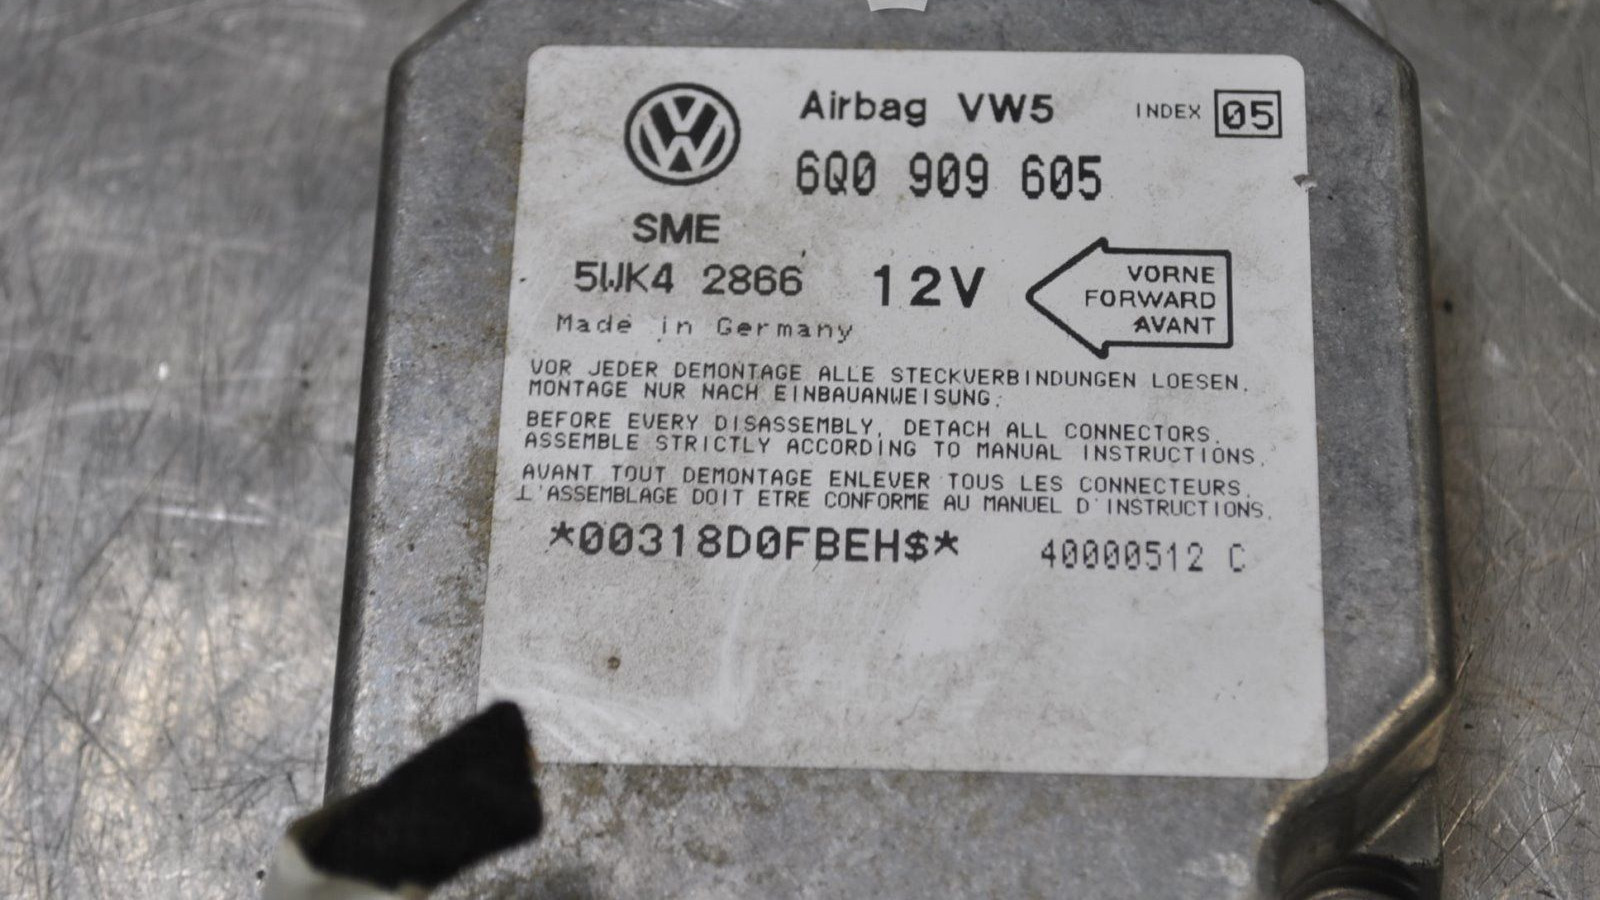 Airbag VW5 INDEX 05
6Q0 909 605
SME
5WK4 2866 12V
VORNE
FORWARD
AVANT
Made in Germany
VOR JEDER DEMONTAGE ALLE STECKVERBINDUNGEN LOESEN.
MONTAGE NUR NACH EINBAUANWEISUNG.
BEFORE EVERY DISASSEMBLY, DETACH ALL CONNECTORS.
ASSEMBLE STRICTLY ACCORDING TO MANUAL INSTRUCTIONS.
AVANT TOUT DEMONTAGE ENLEVER TOUS LES CONNECTEURS.
L'ASSEMBLAGE DOIT ETRE CONFORME AU MANUEL D'INSTRUCTIONS.
*00318D0FBEH$* 40000512 C